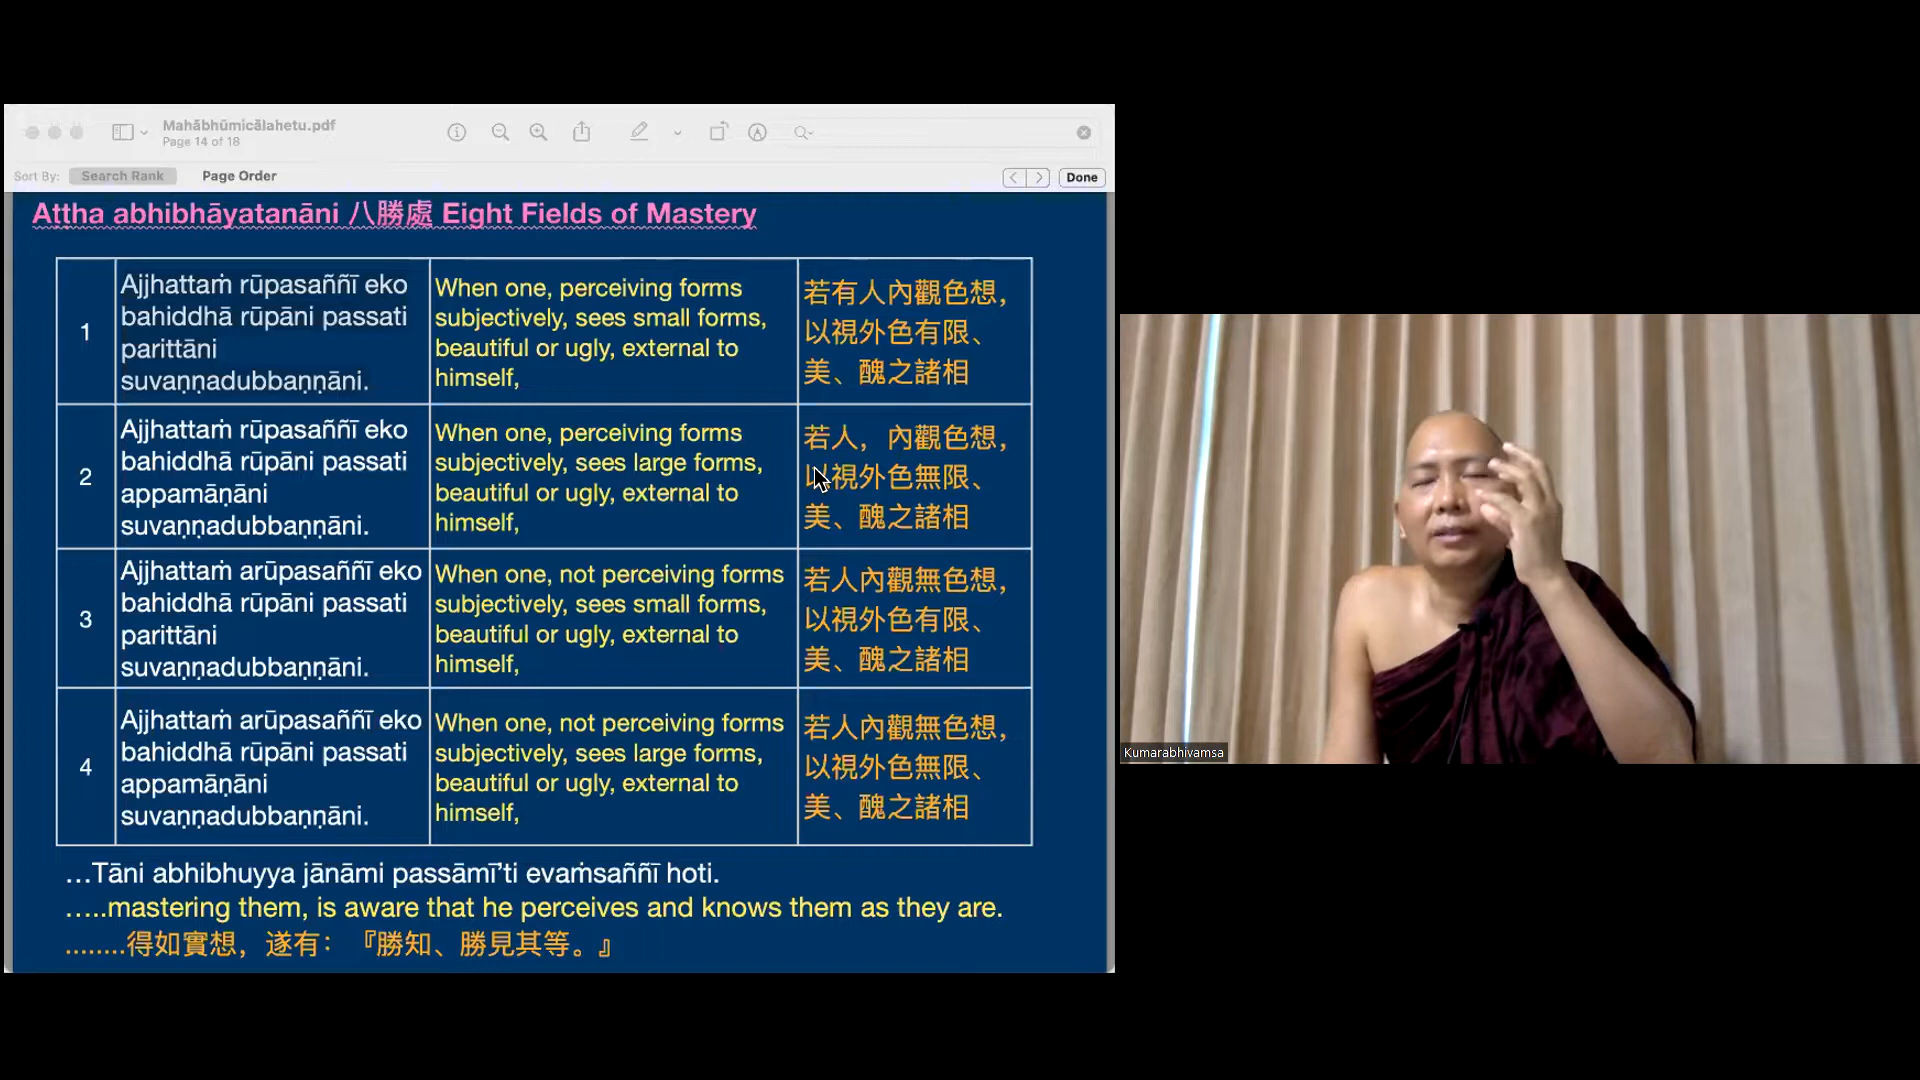 Mahābhūmicālahetu.pdf
Page 14 of 18
Sort By: Search Rank Page Order
Done
Aṭṭha abhibhāyatanāni 八勝處 Eight Fields of Mastery
1
Ajjhattaṁ rūpasaññī eko
bahiddhā rūpāni passati
parittāni
suvaṇṇadubbaṇṇāni.
When one, perceiving forms
subjectively, sees small forms,
beautiful or ugly, external to
himself,
若有人內觀色想，
以視外色有限、
美、醜之諸相
2
Ajjhattaṁ rūpasaññī eko
bahiddhā rūpāni passati
appamāṇāni
suvaṇṇadubbaṇṇāni.
When one, perceiving forms
subjectively, sees large forms,
beautiful or ugly, external to
himself,
若人，內觀色想，
以視外色無限、
美、醜之諸相
3
Ajjhattaṁ arūpasaññī eko
bahiddhā rūpāni passati
parittāni
suvaṇṇadubbaṇṇāni.
When one, not perceiving forms
subjectively, sees small forms,
beautiful or ugly, external to
himself,
若人內觀無色想，
以視外色有限、
美、醜之諸相
4
Ajjhattaṁ arūpasaññī eko
bahiddhā rūpāni passati
appamāṇāni
suvaṇṇadubbaṇṇāni.
When one, not perceiving forms
subjectively, sees large forms,
beautiful or ugly, external to
himself,
若人內觀無色想，
以視外色無限、
美、醜之諸相
…Tāni abhibhuyya jānāmi passāmī’ti evaṁsaññī hoti.
…..mastering them, is aware that he perceives and knows them as they are.
........得如實想，遂有：『勝知、勝見其等。』
Kumarabhivamsa